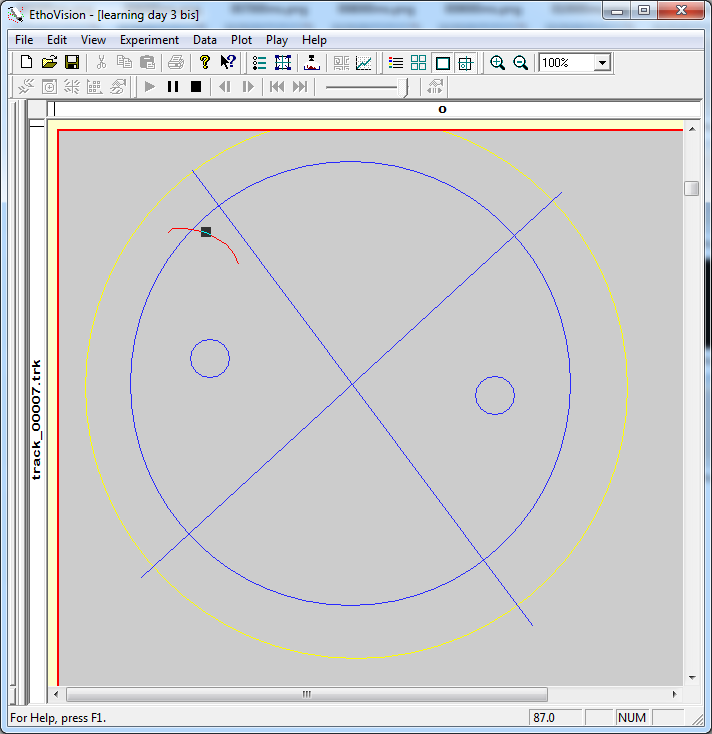 EthoVision - [learning day 3 bis]
File Edit View Experiment Data Plot Play Help
100%
0
track_00007.trk
For Help, press F1.
87.0
NUM